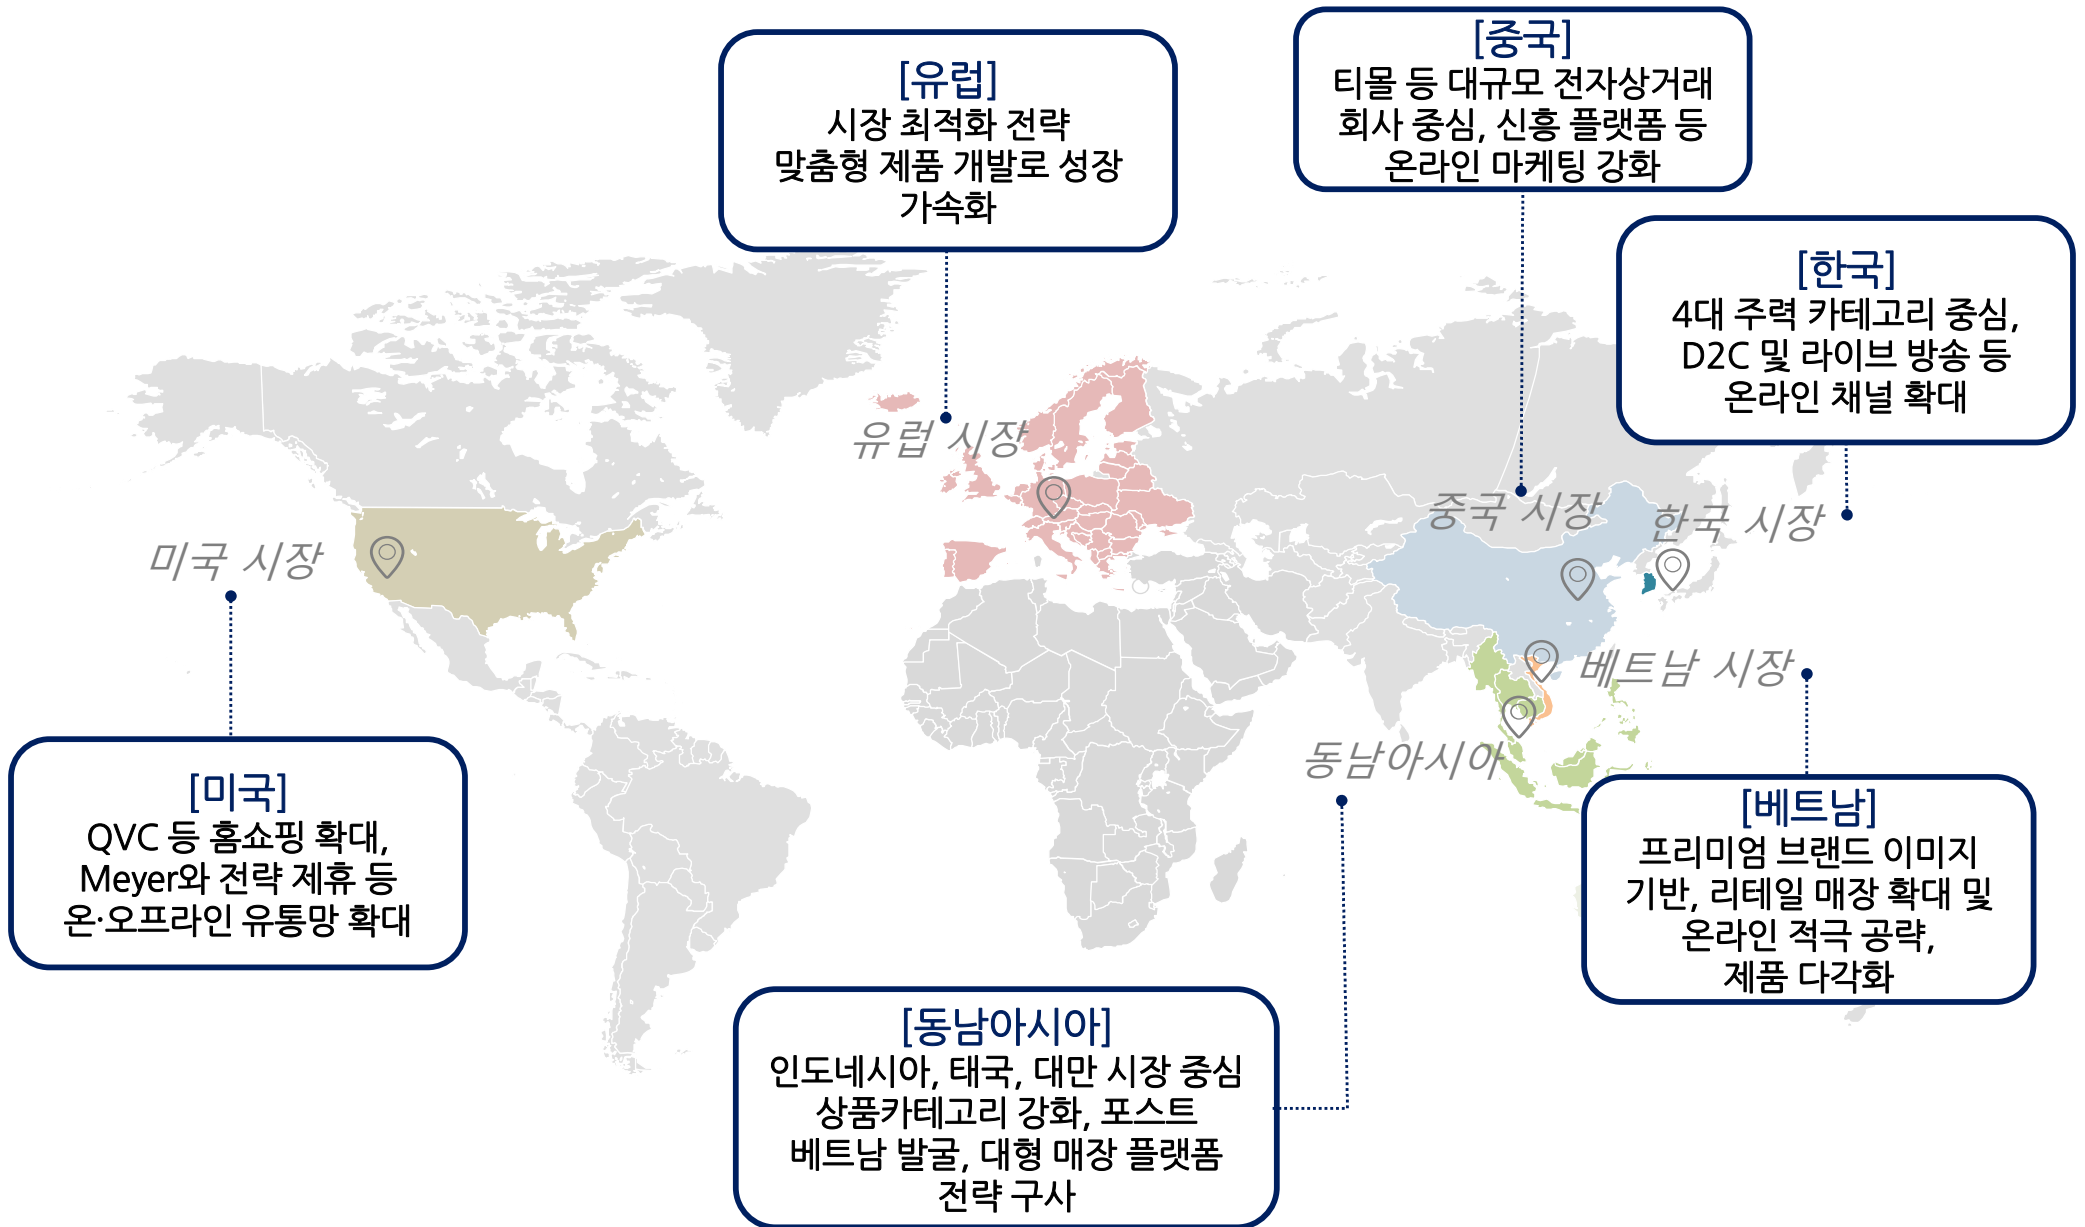 [유럽]
시장 최적화 전략
맞춤형 제품 개발로 성장
가속화
[중국]
티몰 등 대규모 전자상거래
회사 중심, 신흥 플랫폼 등
온라인 마케팅 강화
[한국]
4대 주력 카테고리 중심,
D2C 및 라이브 방송 등
온라인 채널 확대
유럽 시장
중국 시장
한국 시장
미국 시장
베트남 시장
동남아시아
[미국]
QVC 등 홈쇼핑 확대,
Meyer와 전략 제휴 등
온·오프라인 유통망 확대
[베트남]
프리미엄 브랜드 이미지
기반, 리테일 매장 확대 및
온라인 적극 공략,
제품 다각화
[동남아시아]
인도네시아, 태국, 대만 시장 중심
상품카테고리 강화, 포스트
베트남 발굴, 대형 매장 플랫폼
전략 구사